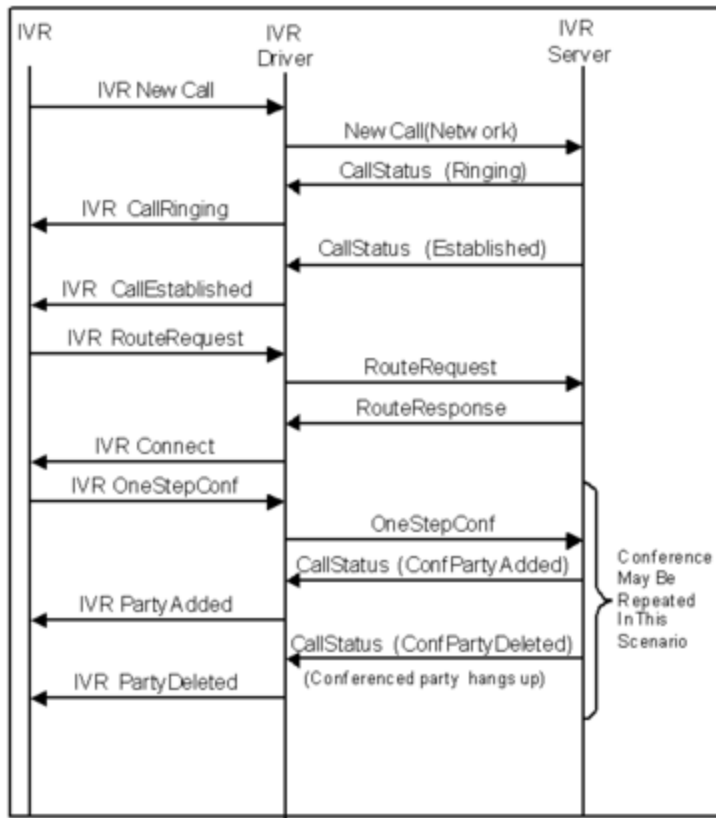 IVR
IVR
Driver
IVR
Server
IVR New Call
New Call(Network)
CallStatus (Ringing)
IVR CallRinging
CallStatus (Established)
IVR CallEstablished
IVR RouteRequest
RouteRequest
RouteResponse
IVR Connect
IVR OneStepConf
OneStepConf
CallStatus (ConfPartyAdded)
IVR PartyAdded
CallStatus (ConfPartyDeleted)
(Conferenced party hangs up)
IVR PartyDeleted
Conference
May Be
Repeated
In This
Scenario